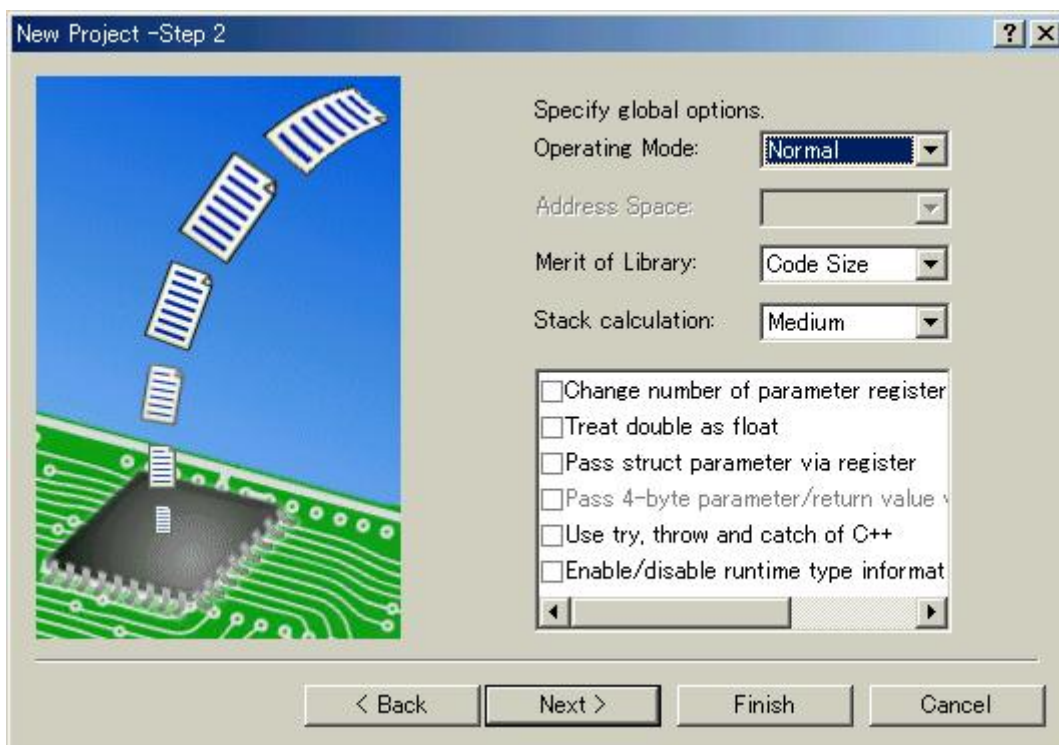 New Project -Step 2
Specify global options.
Operating Mode: Normal
Address Space:
Merit of Library: Code Size
Stack calculation: Medium
Change number of parameter register
Treat double as float
Pass struct parameter via register
Pass 4-byte parameter/return value v
Use try, throw and catch of C++
Enable/disable runtime type informat
< Back Next > Finish Cancel